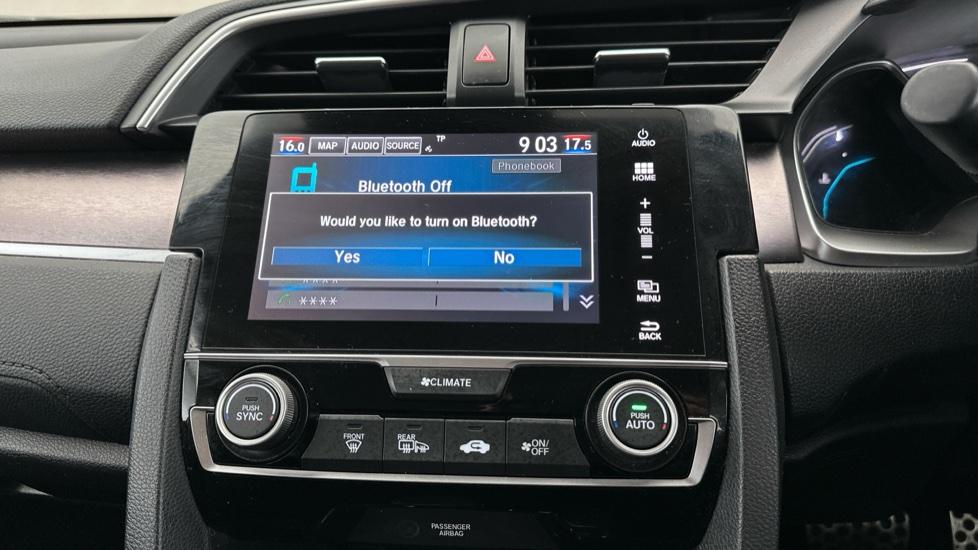 16.0 MAP AUDIO SOURCE TP 9 03 17.5
Phonebook
Bluetooth Off
Would you like to turn on Bluetooth?
Yes No
****
****
AUDIO
HOME
+
VOL
−
MENU
BACK
CLIMATE
PUSH
SYNC
FRONT
REAR
ON/
OFF
PUSH
AUTO
PASSENGER
AIRBAG